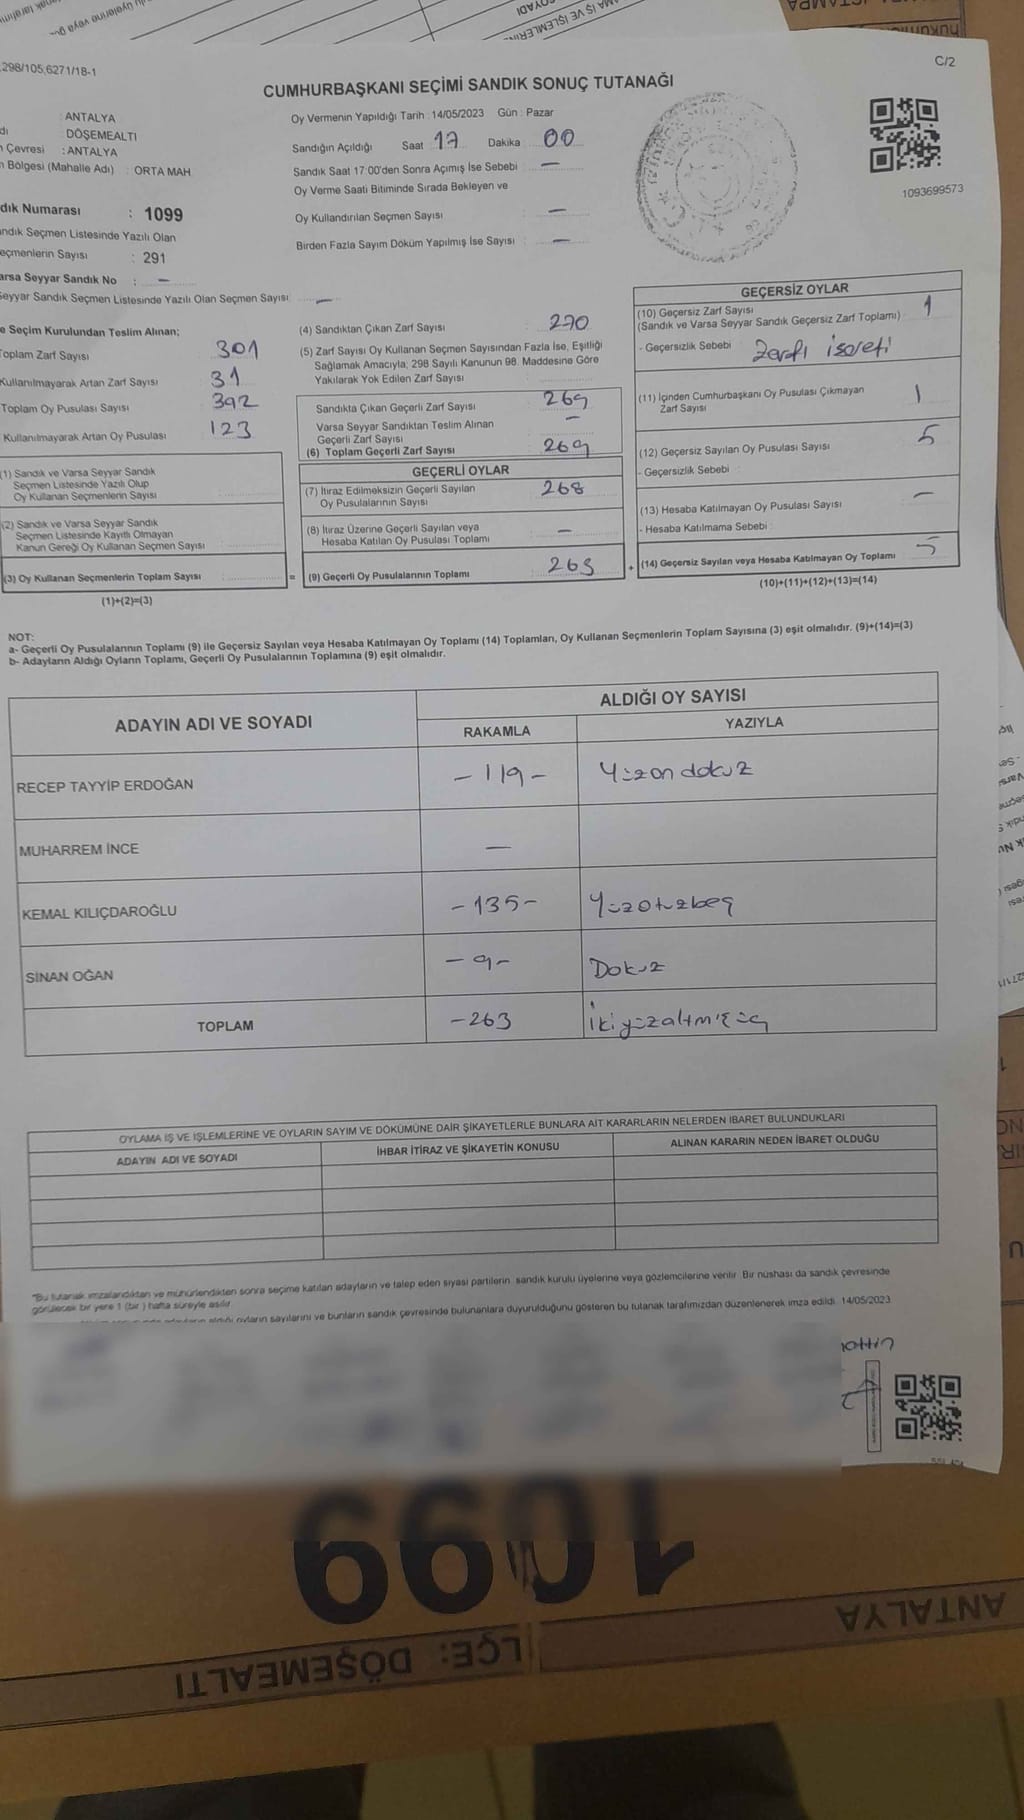 .298/105,6271/18-1
C/2
CUMHURBAŞKANI SEÇİMİ SANDIK SONUÇ TUTANAĞI
: ANTALYA
: DÖŞEMEALTI
Çevresi : ANTALYA
Bölgesi (Mahalle Adı) : ORTA MAH.
dık Numarası : 1099
ndık Seçmen Listesinde Yazılı Olan
eçmenlerin Sayısı : 291
arsa Seyyar Sandık No : —
Seyyar Sandık Seçmen Listesinde Yazılı Olan Seçmen Sayısı: —
Oy Vermenin Yapıldığı Tarih : 14/05/2023 Gün : Pazar
Sandığın Açıldığı Saat 17 Dakika 00
Sandık Saat 17:00'den Sonra Açımış İse Sebebi : —
Oy Verme Saati Bitiminde Sırada Bekleyen ve
Oy Kullandırılan Seçmen Sayısı : —
Birden Fazla Sayım Döküm Yapılmış İse Sayısı : —
1093699573
e Seçim Kurulundan Teslim Alınan;
Toplam Zarf Sayısı 301
Kullanılmayarak Artan Zarf Sayısı 31
Toplam Oy Pusulası Sayısı 392
Kullanılmayarak Artan Oy Pusulası 123
(1) Sandık ve Varsa Seyyar Sandık
Seçmen Listesinde Yazılı Olup
Oy Kullanan Seçmenlerin Sayısı
(2) Sandık ve Varsa Seyyar Sandık
Seçmen Listesinde Kayıtlı Olmayan
Kanun Gereği Oy Kullanan Seçmen Sayısı
(3) Oy Kullanan Seçmenlerin Toplam Sayısı
=
(1)+(2)=(3)
(4) Sandıktan Çıkan Zarf Sayısı 270
(5) Zarf Sayısı Oy Kullanan Seçmen Sayısından Fazla İse, Eşitliği
Sağlamak Amacıyla, 298 Sayılı Kanunun 98. Maddesine Göre
Yakılarak Yok Edilen Zarf Sayısı
Sandıkta Çıkan Geçerli Zarf Sayısı 269
Varsa Seyyar Sandıktan Teslim Alınan
Geçerli Zarf Sayısı —
(6) Toplam Geçerli Zarf Sayısı 269
GEÇERLİ OYLAR
(7) İtiraz Edilmeksizin Geçerli Sayılan
Oy Pusulalarının Sayısı 268
(8) İtiraz Üzerine Geçerli Sayılan veya
Hesaba Katılan Oy Pusulası Toplamı —
(9) Geçerli Oy Pusulalarının Toplamı : 263
+
GEÇERSİZ OYLAR
(10) Geçersiz Zarf Sayısı 1
(Sandık ve Varsa Seyyar Sandık Geçersiz Zarf Toplamı)
- Geçersizlik Sebebi Zarfı işareti
(11) İçinden Cumhurbaşkanı Oy Pusulası Çıkmayan
Zarf Sayısı 1
(12) Geçersiz Sayılan Oy Pusulası Sayısı 5
- Geçersizlik Sebebi
(13) Hesaba Katılmayan Oy Pusulası Sayısı —
- Hesaba Katılmama Sebebi :
(14) Geçersiz Sayılan veya Hesaba Katılmayan Oy Toplamı 5
(10)+(11)+(12)+(13)=(14)
NOT:
a- Geçerli Oy Pusulalarının Toplamı (9) ile Geçersiz Sayılan veya Hesaba Katılmayan Oy Toplamı (14) Toplamları, Oy Kullanan Seçmenlerin Toplam Sayısına (3) eşit olmalıdır. (9)+(14)=(3)
b- Adayların Aldığı Oyların Toplamı, Geçerli Oy Pusulalarının Toplamına (9) eşit olmalıdır.
ADAYIN ADI VE SOYADI
ALDIĞI OY SAYISI
RAKAMLA YAZIYLA
RECEP TAYYİP ERDOĞAN -119- Yüzon dokuz
MUHARREM İNCE —
KEMAL KILIÇDAROĞLU -135- Yüzotuzbeş
SİNAN OĞAN -9- Dokuz
TOPLAM -263 İkiyüzaltmışüç
OYLAMA İŞ VE İŞLEMLERİNE VE OYLARIN SAYIM VE DÖKÜMÜNE DAİR ŞİKAYETLERLE BUNLARA AİT KARARLARIN NELERDEN İBARET BULUNDUKLARI
ADAYIN ADI VE SOYADI İHBAR İTİRAZ VE ŞİKAYETİN KONUSU ALINAN KARARIN NEDEN İBARET OLDUĞU
"Bu tutanak imzalandıktan ve mühürlendikten sonra seçime katılan adayların ve talep eden siyasi partilerin sandık kurulu üyelerine veya gözlemcilerine verilir. Bir nüshası da sandık çevresinde
görülecek bir yere 1 (bir ) hafta süreyle asılır.
aldığı oyların sayılarını ve bunların sandık çevresinde bulunanlara duyurulduğunu gösteren bu tutanak tarafımızdan düzenlenerek imza edildi. 14/05/2023
1099
ANTALYA
LÇE: DÖŞEMEALTI